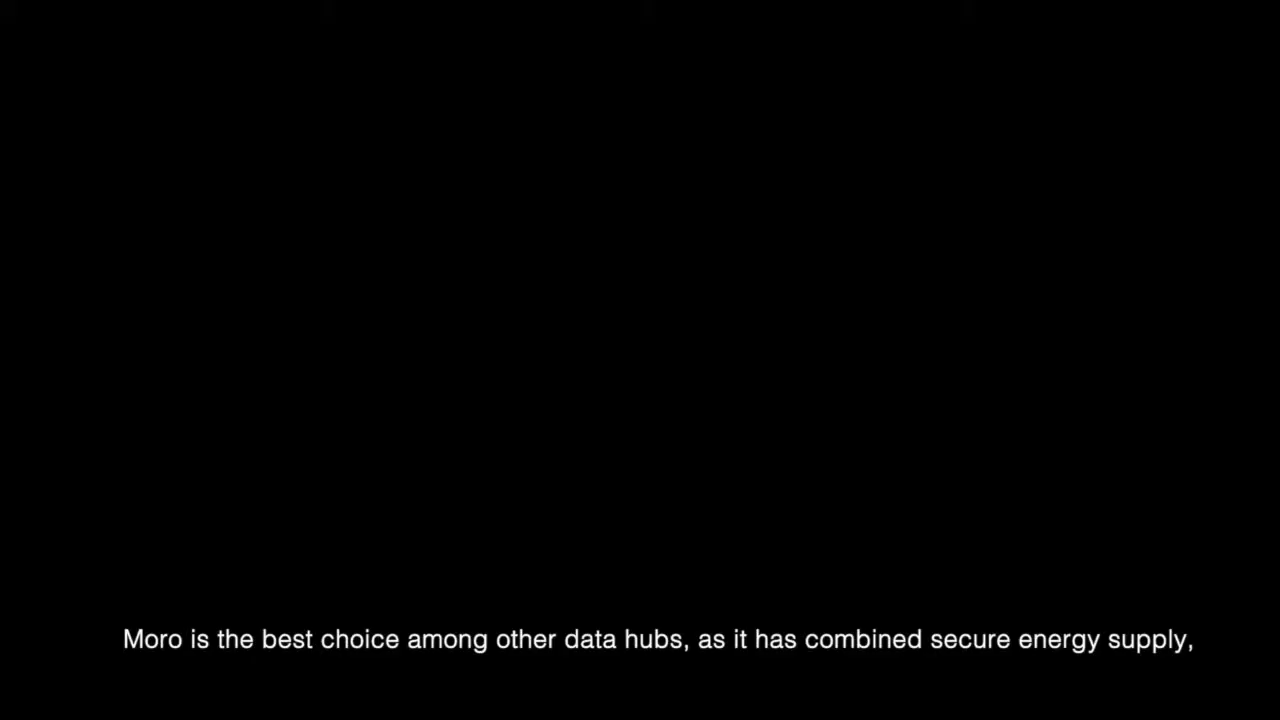 Moro is the best choice among other data hubs, as it has combined secure energy supply,